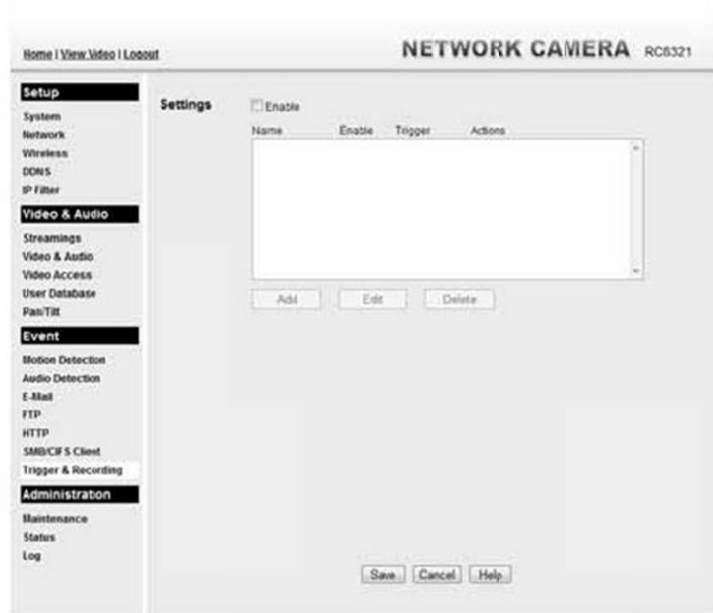 Home | View Video | Logout
NETWORK CAMERA RC8321
Setup
System
Network
Wireless
DDNS
IP Filter
Video & Audio
Streamings
Video & Audio
Video Access
User Database
Pan/Tilt
Event
Motion Detection
Audio Detection
E-Mail
FTP
HTTP
SMB/CIFS Client
Trigger & Recording
Administration
Maintenance
Status
Log
Settings
Enable
Name Enable Trigger Actions
Add Edit Delete
Save Cancel Help